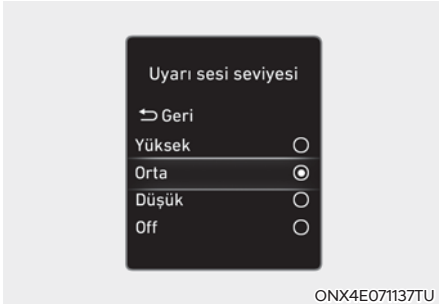 Uyarı sesi seviyesi
Geri
Yüksek
Orta
Düşük
Off
ONX4E071137TU